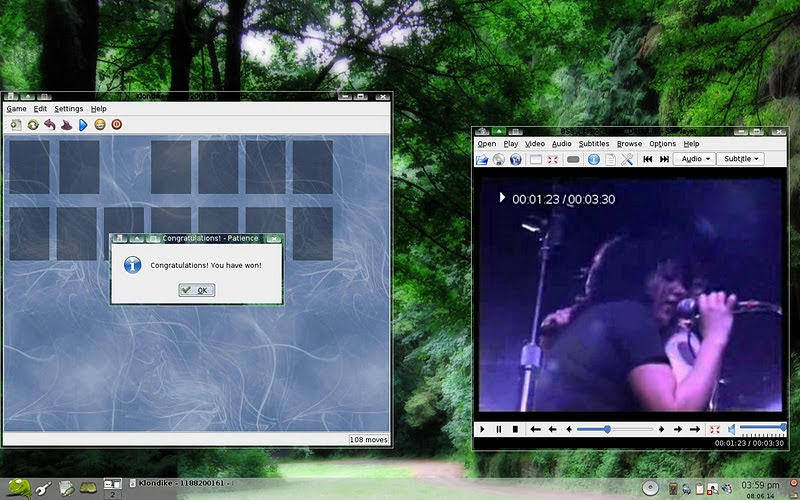 Klondike
Game Edit Settings Help
Congratulations! - Patience
Congratulations! You have won!
OK
108 moves
Open Play Video Audio Subtitles Browse Options Help
Audio Subtitle
00:01:23 / 00:03:30
00:01:23 / 00:03:30
2
Klondike - 1188200161 -
03:59 pm
08.06.14